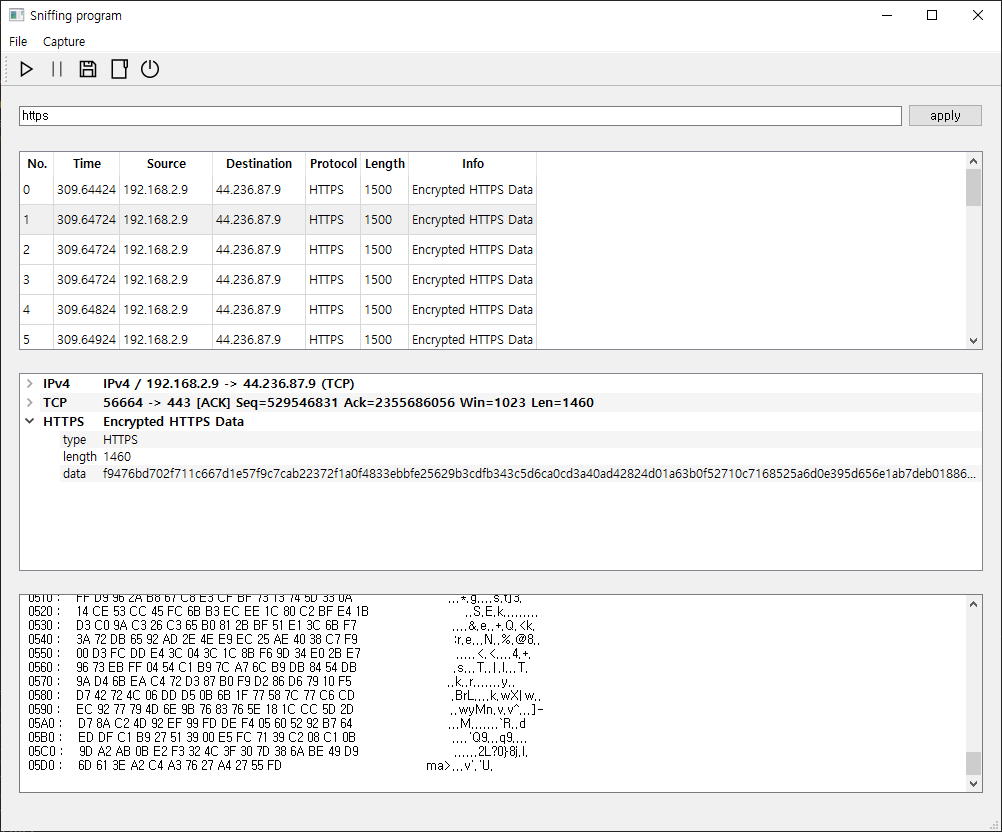 Sniffing program
File Capture
https
apply
No. Time Source Destination Protocol Length Info
0 309.64424 192.168.2.9 44.236.87.9 HTTPS 1500 Encrypted HTTPS Data
1 309.64724 192.168.2.9 44.236.87.9 HTTPS 1500 Encrypted HTTPS Data
2 309.64724 192.168.2.9 44.236.87.9 HTTPS 1500 Encrypted HTTPS Data
3 309.64724 192.168.2.9 44.236.87.9 HTTPS 1500 Encrypted HTTPS Data
4 309.64824 192.168.2.9 44.236.87.9 HTTPS 1500 Encrypted HTTPS Data
5 309.64924 192.168.2.9 44.236.87.9 HTTPS 1500 Encrypted HTTPS Data
IPv4 IPv4 / 192.168.2.9 -> 44.236.87.9 (TCP)
TCP 56664 -> 443 [ACK] Seq=529546831 Ack=2355686056 Win=1023 Len=1460
HTTPS Encrypted HTTPS Data
type HTTPS
length 1460
data f9476bd702f711c667d1e57f9c7cab22372f1a0f4833ebbfe25629b3cdfb343c5d6ca0cd3a40ad42824d01a63b0f52710c7168525a6d0e395d656e1ab7deb01886...
0510 : FF D9 96 2A B8 67 C8 E3 CF BF 73 13 74 5D 33 0A ...*.g....s.t]3.
0520 : 14 CE 53 CC 45 FC 6B B3 EC EE 1C 80 C2 BF E4 1B ..S.E.k.........
0530 : D3 C0 9A C3 26 C3 65 B0 81 2B BF 51 E1 3C 6B F7 ....&.e..+.Q.<k.
0540 : 3A 72 DB 65 92 AD 2E 4E E9 EC 25 AE 40 38 C7 F9 :r.e...N..%.@8..
0550 : 00 D3 FC DD E4 3C 04 3C 1C 8B F6 9D 34 E0 2B E7 .....<.<....4.+.
0560 : 96 73 EB FF 04 54 C1 B9 7C A7 6C B9 DB 84 54 DB .s...T..|.l...T.
0570 : 9A D4 6B EA C4 72 D3 87 B0 F9 D2 86 D6 79 10 F5 ..k..r.......y..
0580 : D7 42 72 4C 06 DD D5 0B 6B 1F 77 58 7C 77 C6 CD .BrL....k.wX|w..
0590 : EC 92 77 79 4D 6E 9B 76 83 76 5E 18 1C CC 5D 2D ..wyMn.v.v^...]-
05A0 : D7 8A C2 4D 92 EF 99 FD DE F4 05 60 52 92 B7 64 ...M.......`R..d
05B0 : ED DF C1 B9 27 51 39 00 E5 FC 71 39 C2 08 C1 0B ....'Q9...q9....
05C0 : 9D A2 AB 0B E2 F3 32 4C 3F 30 7D 38 6A BE 49 D9 ......2L?0}8j.I.
05D0 : 6D 61 3E A2 C4 A3 76 27 A4 27 55 FD ma>...v'.'U.